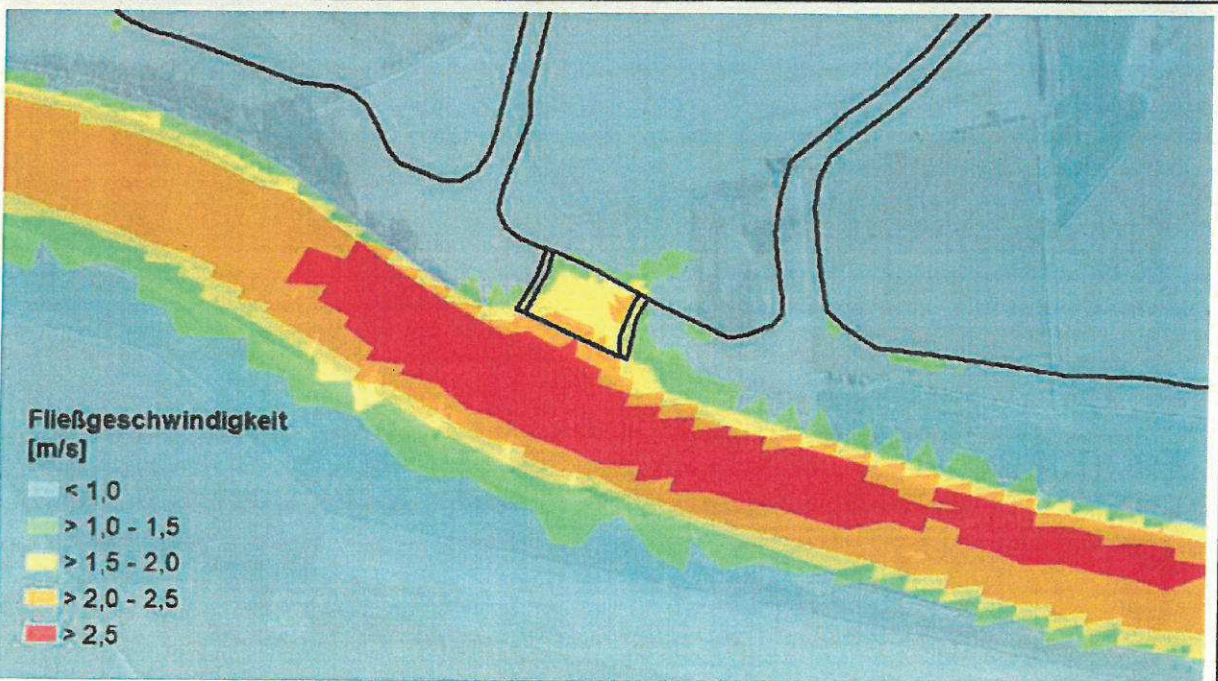 Fließgeschwindigkeit
[m/s]
< 1,0
> 1,0 - 1,5
> 1,5 - 2,0
> 2,0 - 2,5
> 2,5